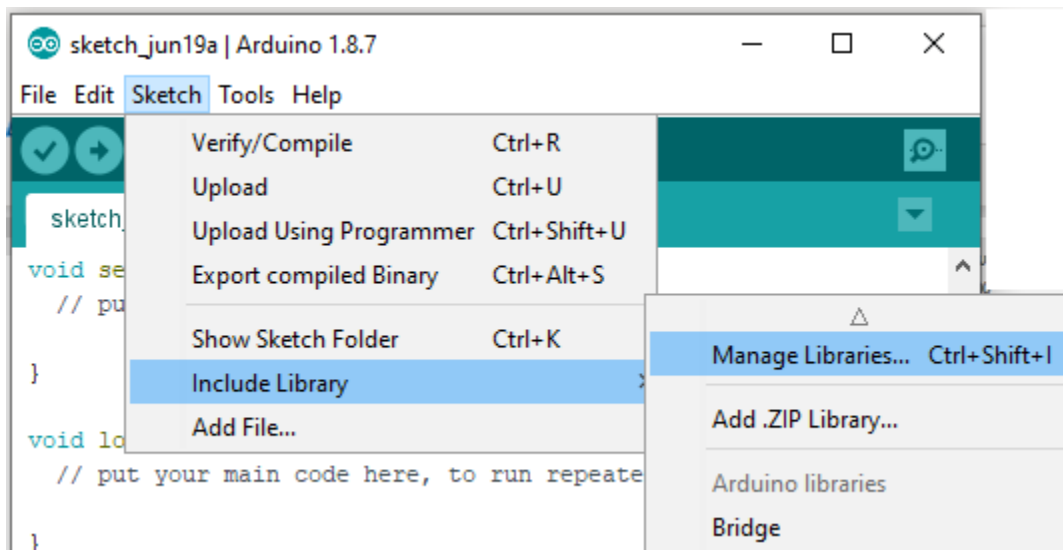 sketch_jun19a | Arduino 1.8.7
File Edit Sketch Tools Help
Verify/Compile Ctrl+R
Upload Ctrl+U
sketch_
Upload Using Programmer Ctrl+Shift+U
void se
Export compiled Binary Ctrl+Alt+S
// pu
Show Sketch Folder Ctrl+K
Manage Libraries... Ctrl+Shift+I
}
Include Library
Add .ZIP Library...
Add File...
void lo
// put your main code here, to run repeate
Arduino libraries
Bridge
}